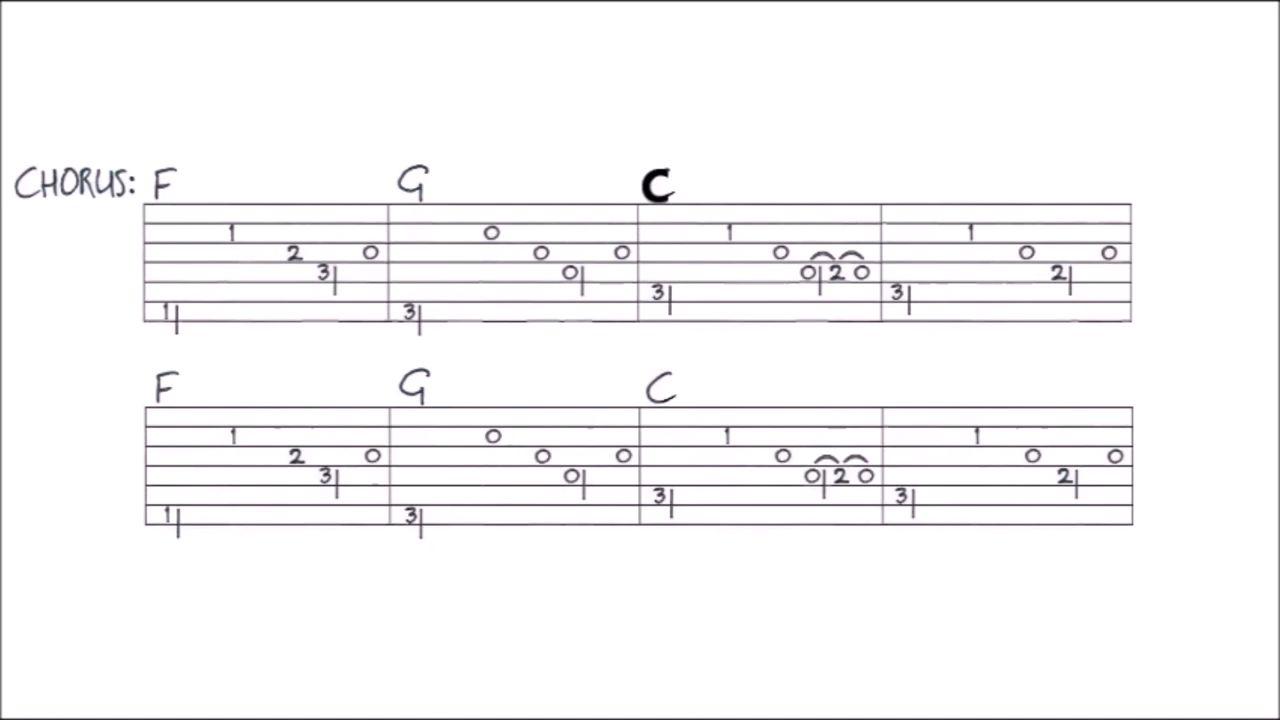 CHORUS: F G C
1 1 1
0
2 0 0 0 0 0 0
3 0 0 2 0 2
3 3
1 3
F G C
1 0 1 1
2 0 0 0 0 0 0
3 0 0 2 0 2
3 3
1 3